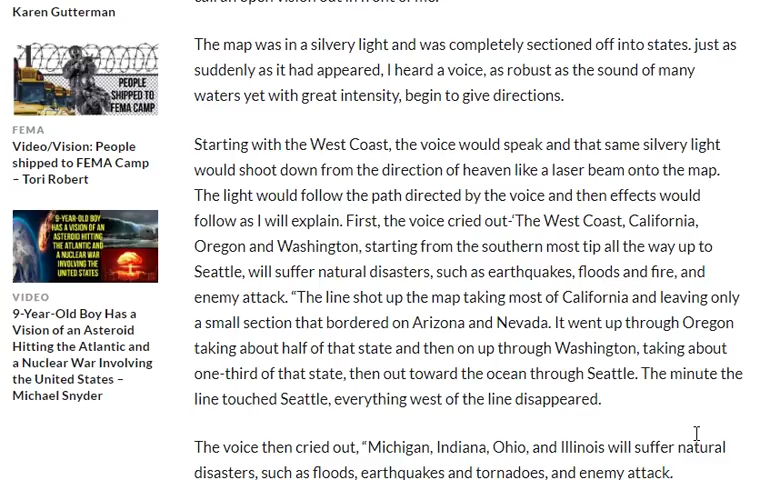 Karen Gutterman
PEOPLE
SHIPPED TO
FEMA CAMP
FEMA
Video/Vision: People
shipped to FEMA Camp
– Tori Robert
9-YEAR-OLD BOY
HAS A VISION OF AN
ASTEROID HITTING
THE ATLANTIC AND
A NUCLEAR WAR
INVOLVING THE
UNITED STATES
VIDEO
9-Year-Old Boy Has a
Vision of an Asteroid
Hitting the Atlantic and
a Nuclear War Involving
the United States –
Michael Snyder
The map was in a silvery light and was completely sectioned off into states. just as
suddenly as it had appeared, I heard a voice, as robust as the sound of many
waters yet with great intensity, begin to give directions.
Starting with the West Coast, the voice would speak and that same silvery light
would shoot down from the direction of heaven like a laser beam onto the map.
The light would follow the path directed by the voice and then effects would
follow as I will explain. First, the voice cried out-‘The West Coast, California,
Oregon and Washington, starting from the southern most tip all the way up to
Seattle, will suffer natural disasters, such as earthquakes, floods and fire, and
enemy attack. “The line shot up the map taking most of California and leaving only
a small section that bordered on Arizona and Nevada. It went up through Oregon
taking about half of that state and then on up through Washington, taking about
one-third of that state, then out toward the ocean through Seattle. The minute the
line touched Seattle, everything west of the line disappeared.
The voice then cried out, “Michigan, Indiana, Ohio, and Illinois will suffer natural
disasters, such as floods, earthquakes and tornadoes, and enemy attack.